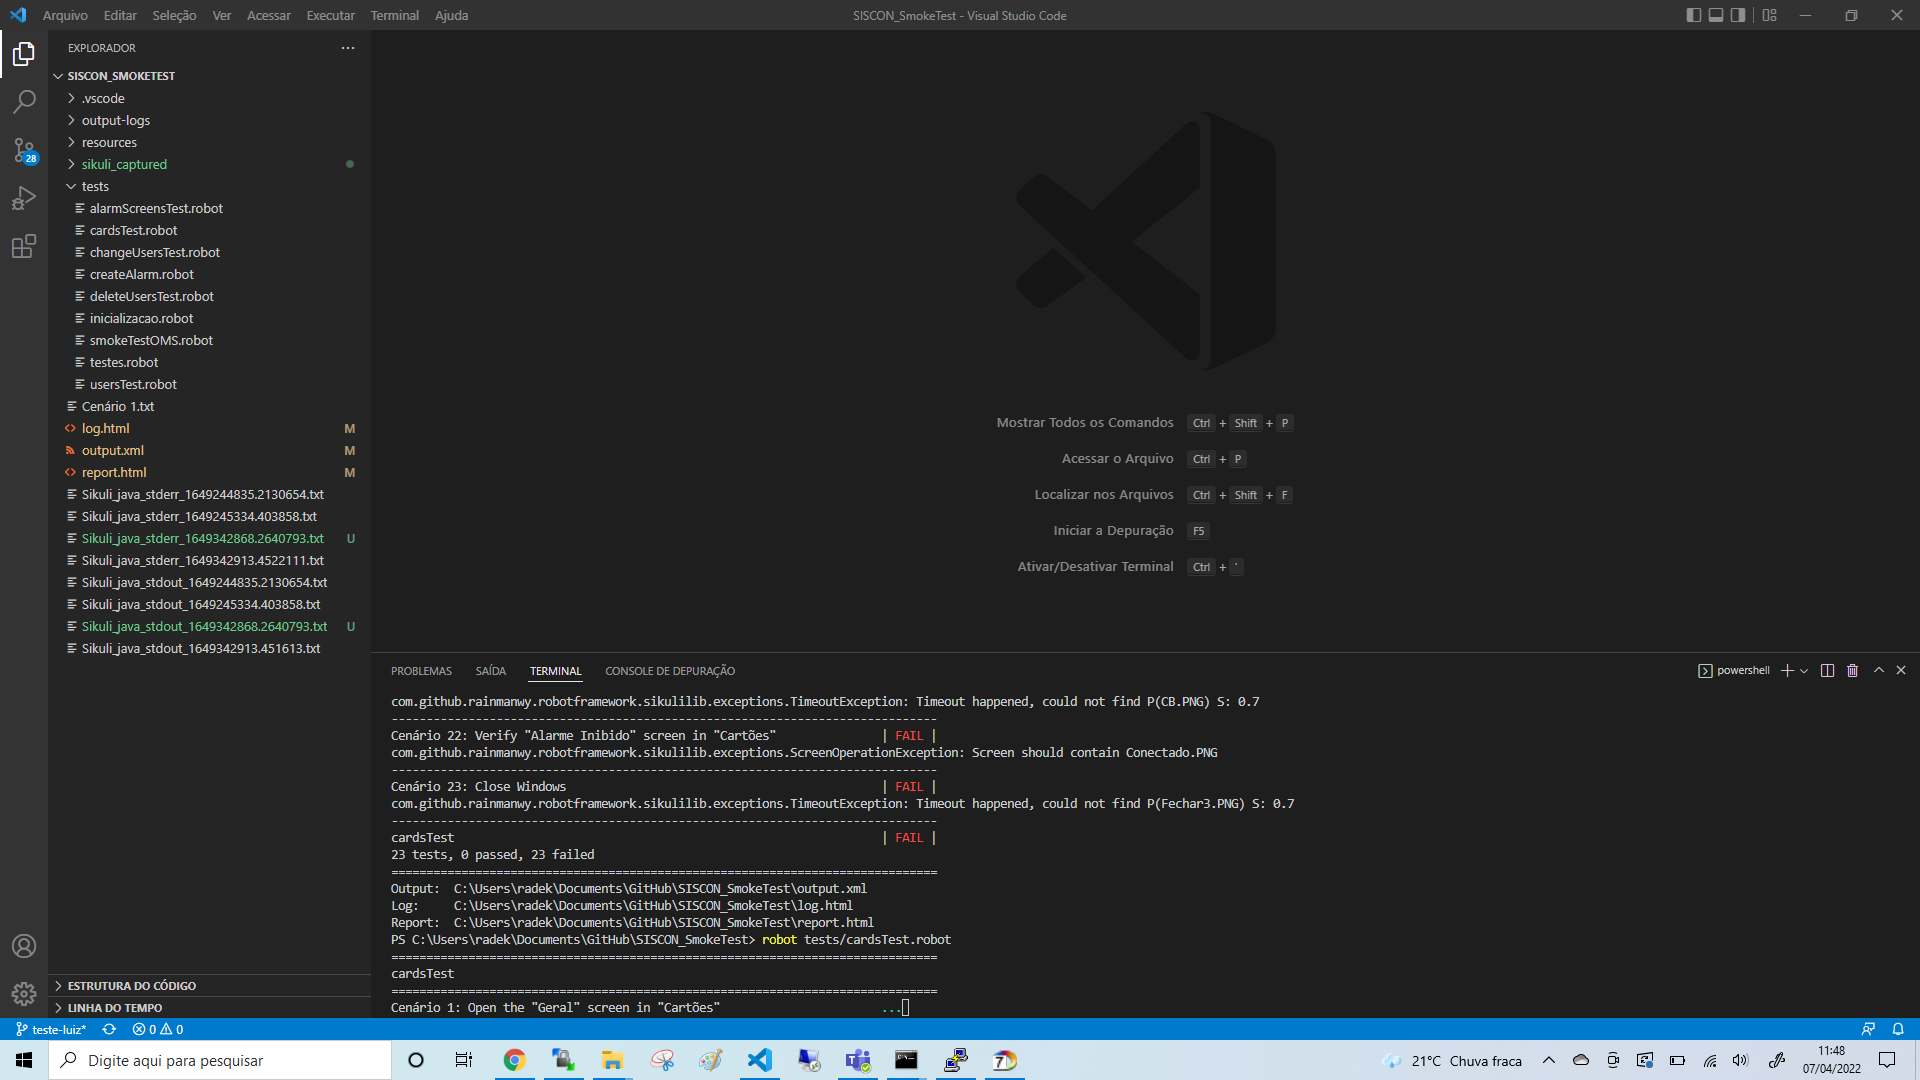 Arquivo Editar Seleção Ver Acessar Executar Terminal Ajuda
SISCON_SmokeTest - Visual Studio Code
EXPLORADOR
SISCON_SMOKETEST
.vscode
output-logs
resources
sikuli_captured
tests
alarmScreensTest.robot
cardsTest.robot
changeUsersTest.robot
createAlarm.robot
deleteUsersTest.robot
inicializacao.robot
smokeTestOMS.robot
testes.robot
usersTest.robot
Cenário 1.txt
log.html M
output.xml M
report.html M
Sikuli_java_stderr_1649244835.2130654.txt
Sikuli_java_stderr_1649245334.403858.txt
Sikuli_java_stderr_1649342868.2640793.txt U
Sikuli_java_stderr_1649342913.4522111.txt
Sikuli_java_stdout_1649244835.2130654.txt
Sikuli_java_stdout_1649245334.403858.txt
Sikuli_java_stdout_1649342868.2640793.txt U
Sikuli_java_stdout_1649342913.451613.txt
28
ESTRUTURA DO CÓDIGO
LINHA DO TEMPO
Mostrar Todos os Comandos Ctrl + Shift + P
Acessar o Arquivo Ctrl + P
Localizar nos Arquivos Ctrl + Shift + F
Iniciar a Depuração F5
Ativar/Desativar Terminal Ctrl + '
PROBLEMAS SAÍDA TERMINAL CONSOLE DE DEPURAÇÃO
powershell
com.github.rainmanwy.robotframework.sikulilib.exceptions.TimeoutException: Timeout happened, could not find P(CB.PNG) S: 0.7
------------------------------------------------------------------------------
Cenário 22: Verify "Alarme Inibido" screen in "Cartões" | FAIL |
com.github.rainmanwy.robotframework.sikulilib.exceptions.ScreenOperationException: Screen should contain Conectado.PNG
------------------------------------------------------------------------------
Cenário 23: Close Windows | FAIL |
com.github.rainmanwy.robotframework.sikulilib.exceptions.TimeoutException: Timeout happened, could not find P(Fechar3.PNG) S: 0.7
------------------------------------------------------------------------------
cardsTest | FAIL |
23 tests, 0 passed, 23 failed
==============================================================================
Output: C:\Users\radek\Documents\GitHub\SISCON_SmokeTest\output.xml
Log: C:\Users\radek\Documents\GitHub\SISCON_SmokeTest\log.html
Report: C:\Users\radek\Documents\GitHub\SISCON_SmokeTest\report.html
PS C:\Users\radek\Documents\GitHub\SISCON_SmokeTest> robot tests/cardsTest.robot
==============================================================================
cardsTest
==============================================================================
Cenário 1: Open the "Geral" screen in "Cartões" ...
teste-luiz* 0 0
Digite aqui para pesquisar
21°C Chuva fraca
11:48
07/04/2022